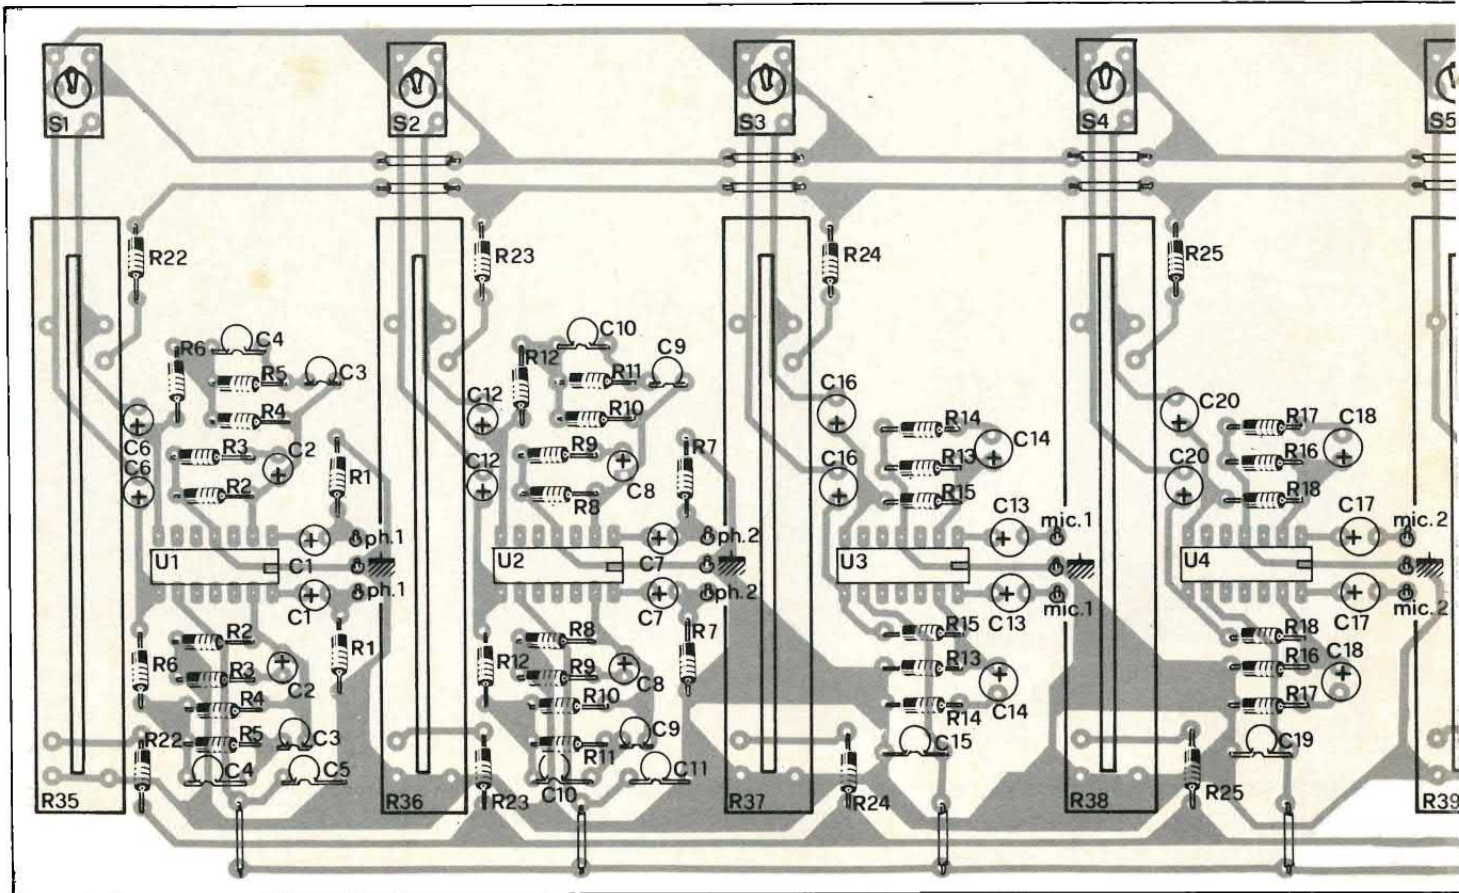 S1 S2 S3 S4 S5
R22 R23 R24 R25
C4 C10
R6 R12 C9
R5 C3 R11
C16 C20
R4 C12 R10 R14 R17 C18
C6 R3 C2 R9 R7 C14
C6 R1 C12 C8 C16 R13 C20 R16
R2 R8 R15 R18
C13 mic.1 C17 mic.2
ph.1 ph.2
U1 U2 U3 U4
C1 C7
C1 ph.1 C7 ph.2 mic.1 mic.2
R2 R8 R7 R15 C13 R18 C17
R6 R3 R1 R12 R9 R13 R16 C18
C2 C8
R4 R10 R14 C14 R17
R22 R5 C3 C9 C15 C19
R11
C4 C5 C10 C11
R35 R36 R23 R37 R24 R38 R25 R39